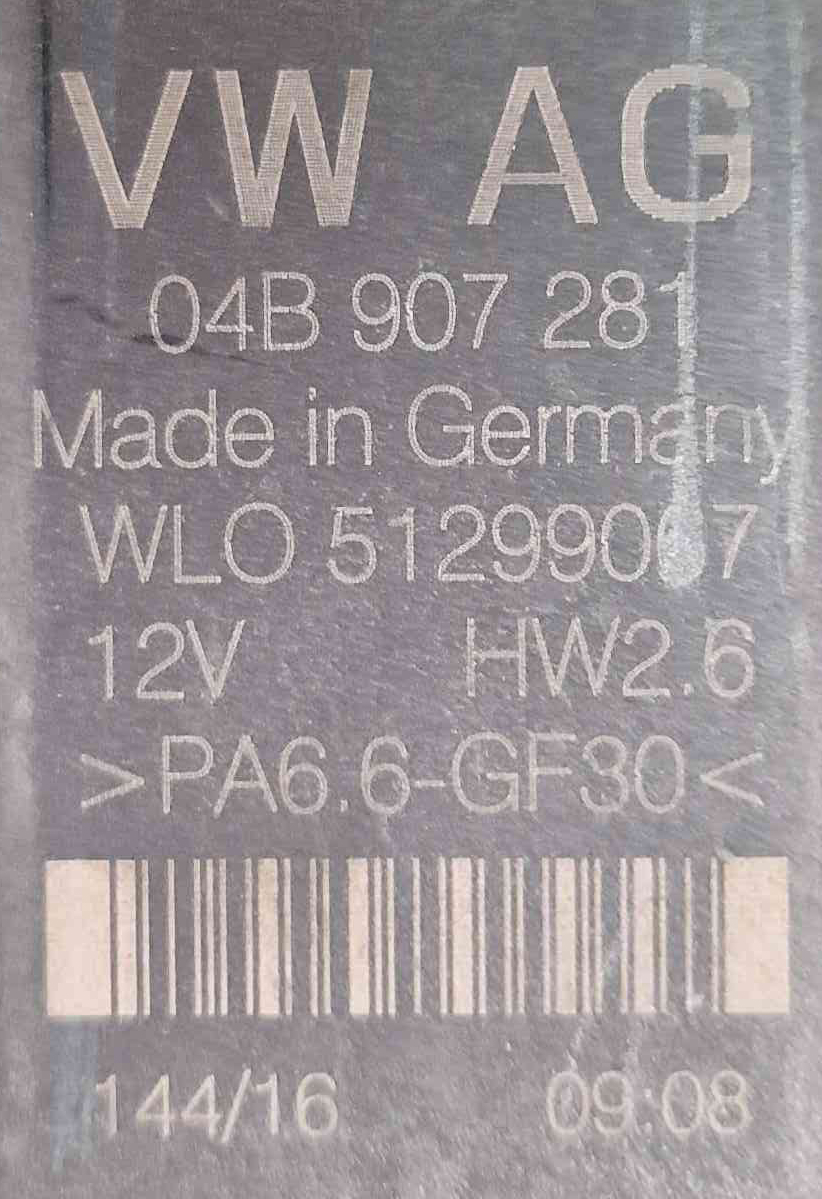 VW AG
04B 907 281
Made in Germany
WLO
12V HW2.6
>PA6.6-GF30<
144/16 09:08